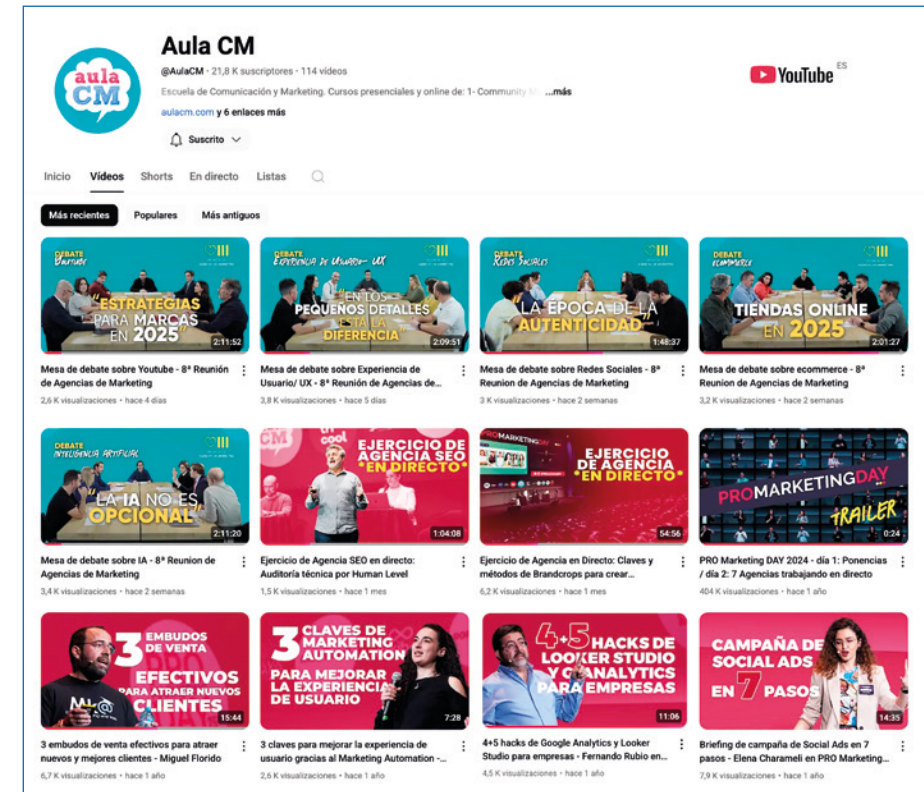 Aula CM
@AulaCM · 21,8 K suscriptores · 114 vídeos
Escuela de Comunicación y Marketing. Cursos presenciales y online de: 1- Community ...más
aulacm.com y 6 enlaces más
Suscrito
aula
CM
YouTube ES
Inicio Vídeos Shorts En directo Listas
Más recientes Populares Más antiguos
DEBATE
YOUTUBE
"ESTRATEGIAS
PARA MARCAS
EN 2025"
2:11:52
DEBATE
EXPERIENCIA DE USUARIO- UX
"EN LOS
PEQUEÑOS DETALLES
ESTÁ LA
DIFERENCIA"
2:09:51
DEBATE
REDES SOCIALES
"LA ÉPOCA DE LA
AUTENTICIDAD"
1:48:37
DEBATE
ECOMMERCE
TIENDAS ONLINE
EN 2025
2:01:27
Mesa de debate sobre Youtube - 8ª Reunión
de Agencias de Marketing
2,6 K visualizaciones · hace 4 días
Mesa de debate sobre Experiencia de
Usuario/ UX - 8ª Reunión de Agencias de...
3,8 K visualizaciones · hace 5 días
Mesa de debate sobre Redes Sociales - 8ª
Reunion de Agencias de Marketing
3 K visualizaciones · hace 2 semanas
Mesa de debate sobre ecommerce - 8ª
Reunion de Agencias de Marketing
3,2 K visualizaciones · hace 2 semanas
DEBATE
INTELIGENCIA ARTIFICIAL
"LA IA NO ES
OPCIONAL"
2:11:20
CM
cool
EJERCICIO DE
AGENCIA SEO
*EN DIRECTO*
1:04:08
PROMARKETINGDAY
EJERCICIO
DE AGENCIA
*EN DIRECTO*
54:56
PROMARKETINGDAY
TRAILER
0:24
Mesa de debate sobre IA - 8ª Reunion de
Agencias de Marketing
3,4 K visualizaciones · hace 2 semanas
Ejercicio de Agencia SEO en directo:
Auditoría técnica por Human Level
1,5 K visualizaciones · hace 1 mes
Ejercicio de Agencia en Directo: Claves y
métodos de Brandcrops para crear...
6,2 K visualizaciones · hace 1 mes
PRO Marketing DAY 2024 - día 1: Ponencias
/ día 2: 7 Agencias trabajando en directo
404 K visualizaciones · hace 1 año
3 EMBUDOS
DE VENTA
EFECTIVOS
PARA ATRAER NUEVOS
CLIENTES
15:44
3 CLAVES DE
MARKETING
AUTOMATION
PARA MEJORAR
LA EXPERIENCIA
DE USUARIO
7:28
4+5 HACKS DE
LOOKER STUDIO
Y G.ANALYTICS
PARA EMPRESAS
11:06
CAMPAÑA DE
SOCIAL ADS
EN 7 PASOS
14:35
3 embudos de venta efectivos para atraer
nuevos y mejores clientes - Miguel Florido
6,7 K visualizaciones · hace 1 año
3 claves para mejorar la experiencia de
usuario gracias al Marketing Automation -...
2,6 K visualizaciones · hace 1 año
4+5 hacks de Google Analytics y Looker
Studio para empresas - Fernando Rubio en...
4,5 K visualizaciones · hace 1 año
Briefing de campaña de Social Ads en 7
pasos - Elena Charameli en PRO Marketing...
7,9 K visualizaciones · hace 1 año